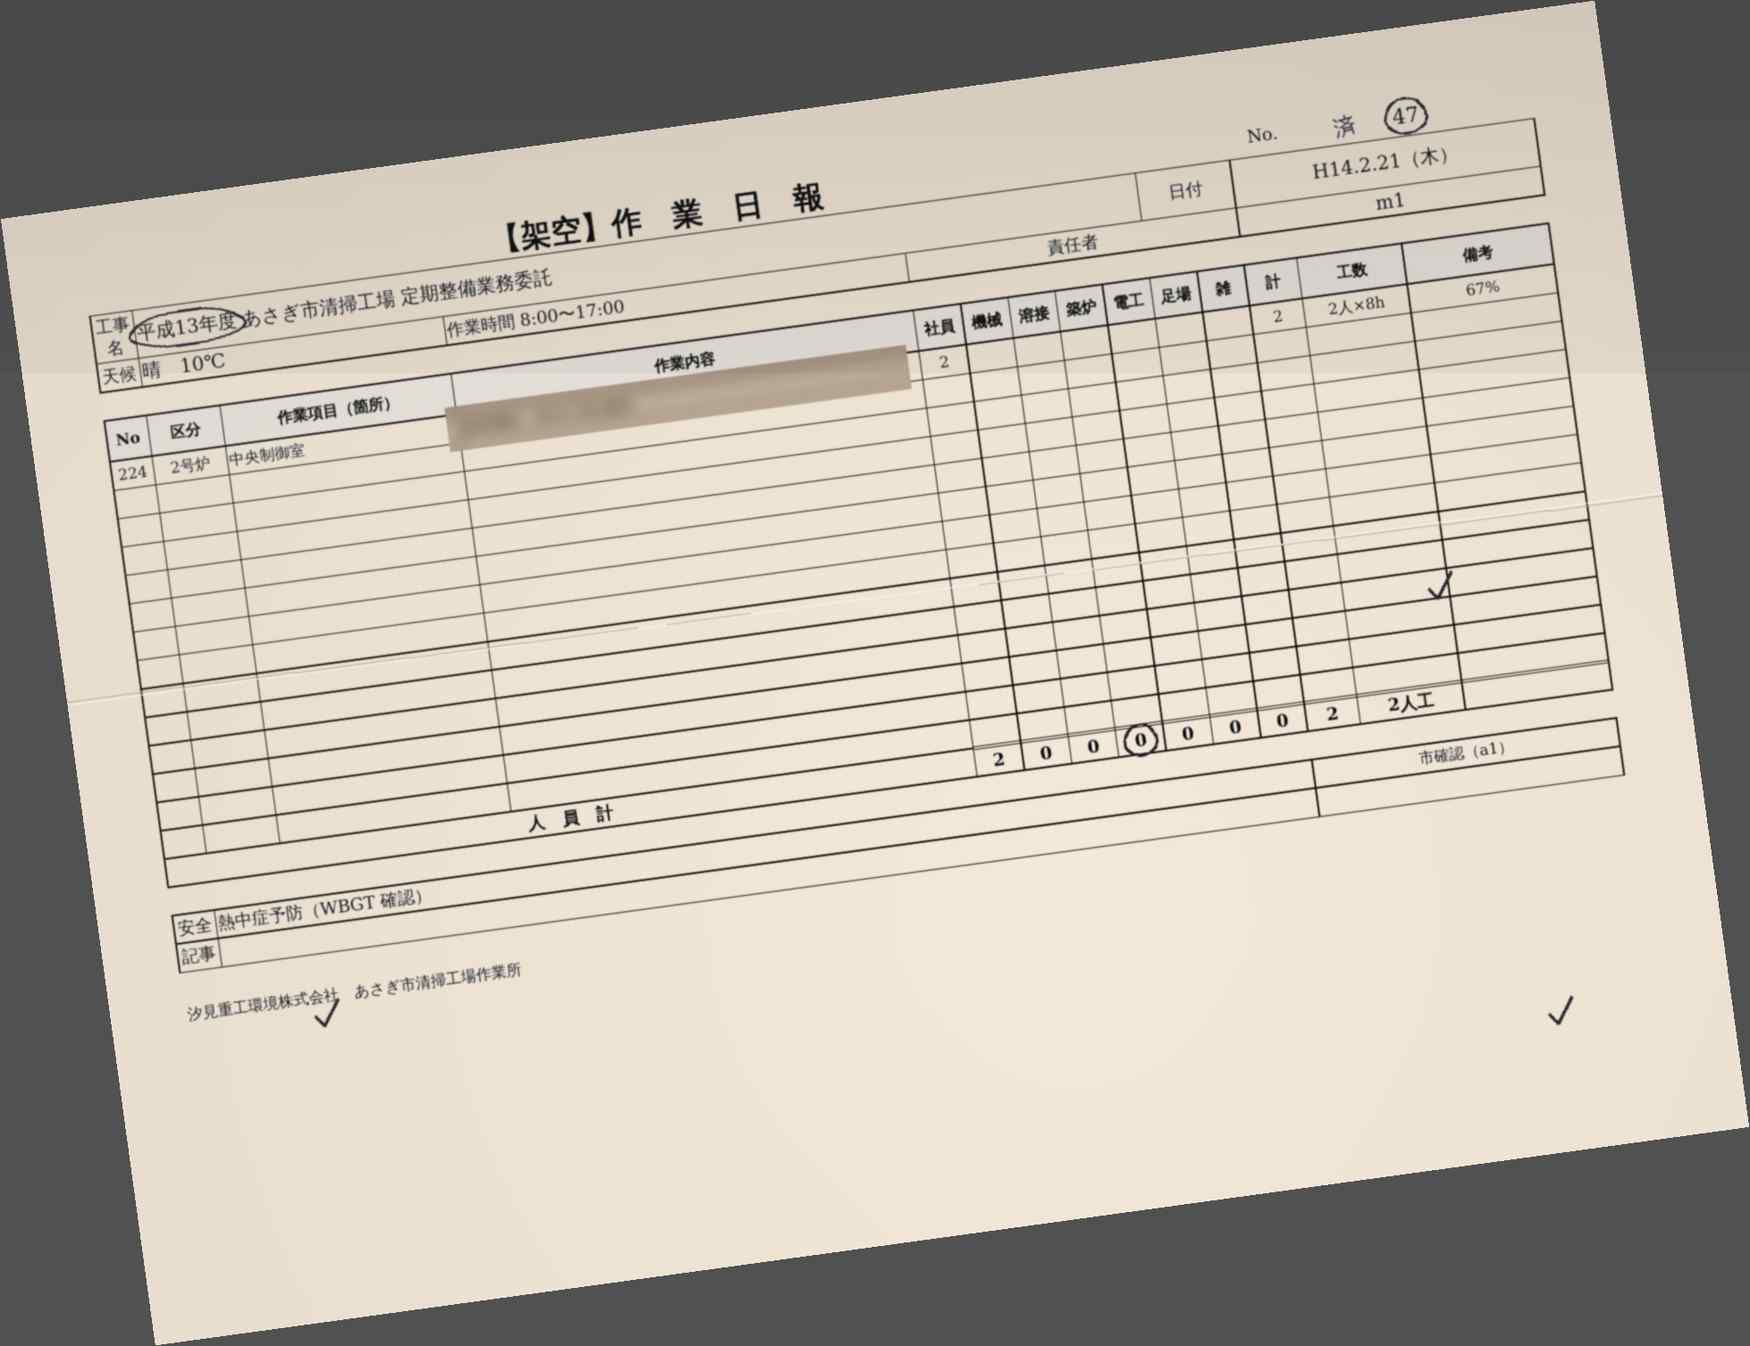 No. 済 47
【架空】作 業 日 報
工事名 平成13年度 あさぎ市清掃工場 定期整備業務委託 日付 H14.2.21（木）
天候 晴 10℃ 作業時間 8:00〜17:00 責任者 m1
No 区分 作業項目（箇所） 作業内容 社員 機械 溶接 築炉 電工 足場 雑 計 工数 備考
224 2号炉 中央制御室 2 2 2人×8h 67%
人 員 計 2 0 0 0 0 0 0 2 2人工
安全 熱中症予防（WBGT 確認） 市確認（a1）
記事
汐見重工環境株式会社 あさぎ市清掃工場作業所